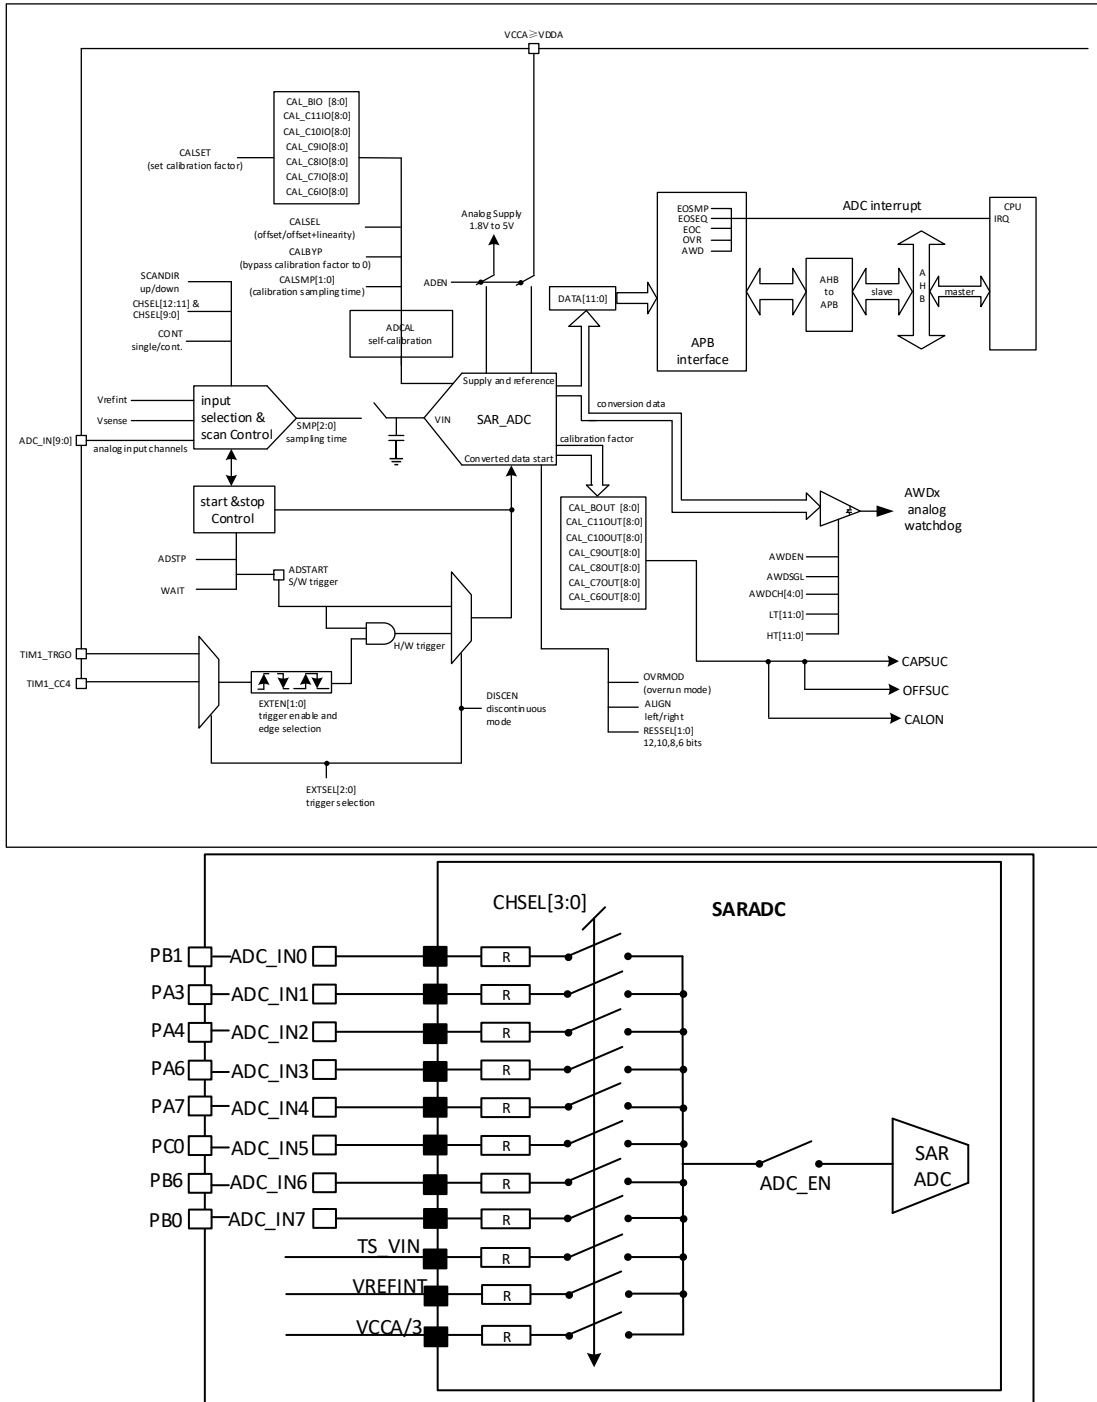 VCCA≥VDDA
CAL_BIO [8:0]
CAL_C11IO[8:0]
CAL_C10IO[8:0]
CAL_C9IO[8:0]
CAL_C8IO[8:0]
CAL_C7IO[8:0]
CAL_C6IO[8:0]
CALSET
(set calibration factor)
CALSEL
(offset/offset+linearity)
CALBYP
(bypass calibration factor to 0)
CALSMP[1:0]
(calibration sampling time)
Analog Supply
1.8V to 5V
ADEN
SCANDIR
up/down
CHSEL[12:11] &
CHSEL[9:0]
CONT
single/cont.
ADCAL
self-calibration
DATA[11:0]
EOSMP
EOSEQ
EOC
OVR
AWD
APB
interface
ADC interrupt
AHB
to
APB
slave
A
H
B
master
CPU
IRQ
Vrefint
Vsense
ADC_IN[9:0]
analog input channels
input
selection &
scan Control
SMP[2:0]
sampling time
Supply and reference
VIN
SAR_ADC
Converted data start
conversion data
calibration factor
start &stop
Control
ADSTP
WAIT
ADSTART
S/W trigger
CAL_BOUT [8:0]
CAL_C11OUT[8:0]
CAL_C10OUT[8:0]
CAL_C9OUT[8:0]
CAL_C8OUT[8:0]
CAL_C7OUT[8:0]
CAL_C6OUT[8:0]
AWDx
analog
watchdog
AWDEN
AWDSGL
AWDCH[4:0]
LT[11:0]
HT[11:0]
TIM1_TRGO
TIM1_CC4
H/W trigger
EXTEN[1:0]
trigger enable and
edge selection
DISCEN
discontinuous
mode
OVRMOD
(overrun mode)
ALIGN
left/right
RESSEL[1:0]
12,10,8,6 bits
CAPSUC
OFFSUC
CALON
EXTSEL[2:0]
trigger selection
CHSEL[3:0]
SARADC
PB1 ADC_IN0 R
PA3 ADC_IN1 R
PA4 ADC_IN2 R
PA6 ADC_IN3 R
PA7 ADC_IN4 R
PC0 ADC_IN5 R
PB6 ADC_IN6 R
PB0 ADC_IN7 R
TS_VIN R
VREFINT R
VCCA/3 R
ADC_EN
SAR
ADC